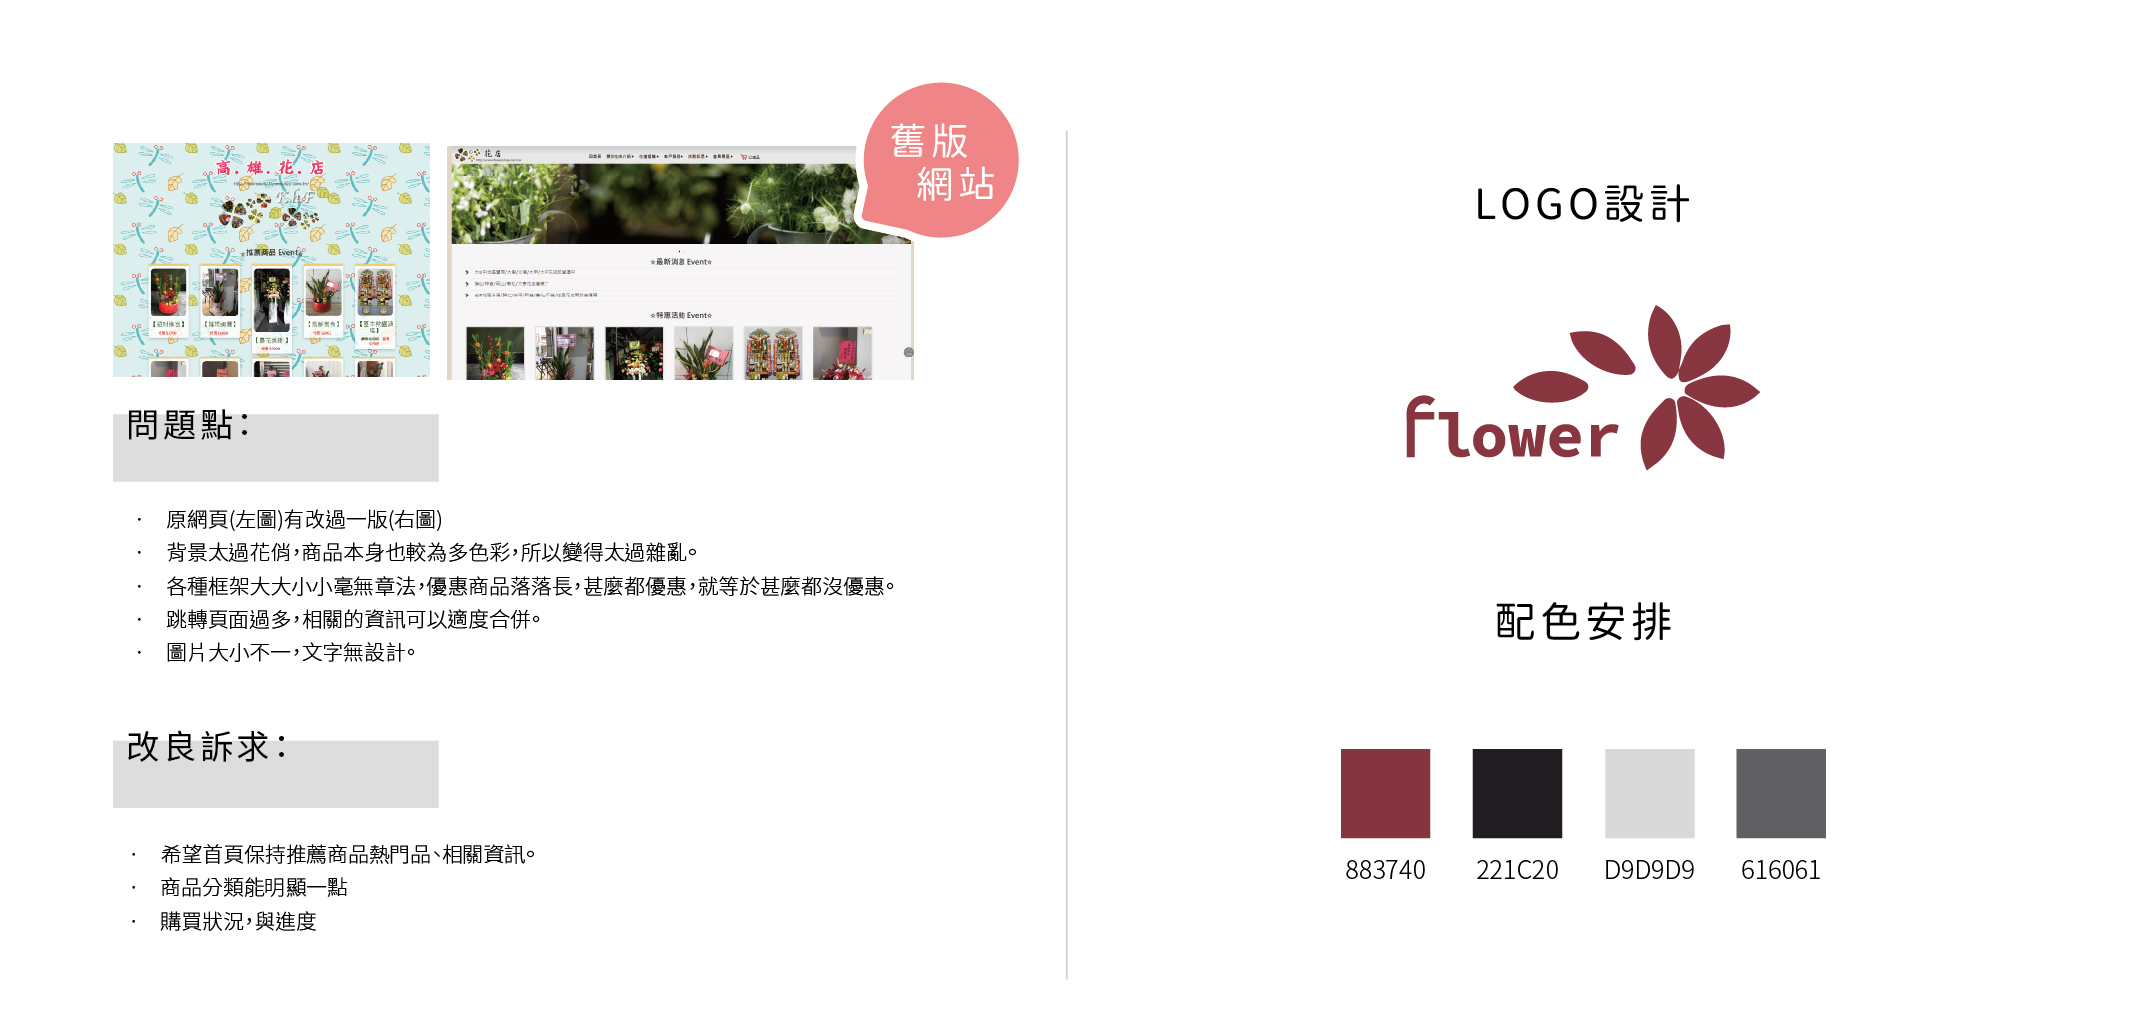 舊版
網站
高.雄.花.店
推薦商品 Event
花店
☆最新消息 Event☆
☆特惠活動 Event☆
問題點：
· 原網頁(左圖)有改過一版(右圖)
· 背景太過花俏，商品本身也較為多色彩，所以變得太過雜亂。
· 各種框架大大小小毫無章法，優惠商品落落長，甚麼都優惠，就等於甚麼都沒優惠。
· 跳轉頁面過多，相關的資訊可以適度合併。
· 圖片大小不一，文字無設計。
改良訴求：
· 希望首頁保持推薦商品熱門品、相關資訊。
· 商品分類能明顯一點
· 購買狀況，與進度
LOGO設計
flower
配色安排
883740 221C20 D9D9D9 616061